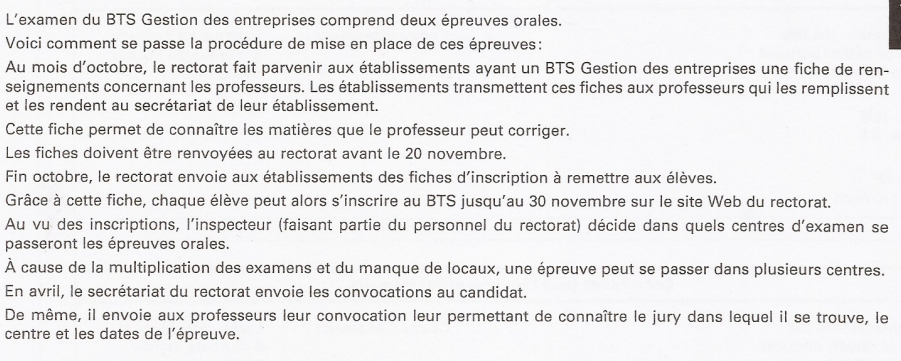 L'examen du BTS Gestion des entreprises comprend deux épreuves orales.
Voici comment se passe la procédure de mise en place de ces épreuves:
Au mois d'octobre, le rectorat fait parvenir aux établissements ayant un BTS Gestion des entreprises une fiche de ren-
seignements concernant les professeurs. Les établissements transmettent ces fiches aux professeurs qui les remplissent
et les rendent au secrétariat de leur établissement.
Cette fiche permet de connaître les matières que le professeur peut corriger.
Les fiches doivent être renvoyées au rectorat avant le 20 novembre.
Fin octobre, le rectorat envoie aux établissements des fiches d'inscription à remettre aux élèves.
Grâce à cette fiche, chaque élève peut alors s'inscrire au BTS jusqu'au 30 novembre sur le site Web du rectorat.
Au vu des inscriptions, l'inspecteur (faisant partie du personnel du rectorat) décide dans quels centres d'examen se
passeront les épreuves orales.
À cause de la multiplication des examens et du manque de locaux, une épreuve peut se passer dans plusieurs centres.
En avril, le secrétariat du rectorat envoie les convocations au candidat.
De même, il envoie aux professeurs leur convocation leur permettant de connaître le jury dans lequel il se trouve, le
centre et les dates de l'épreuve.